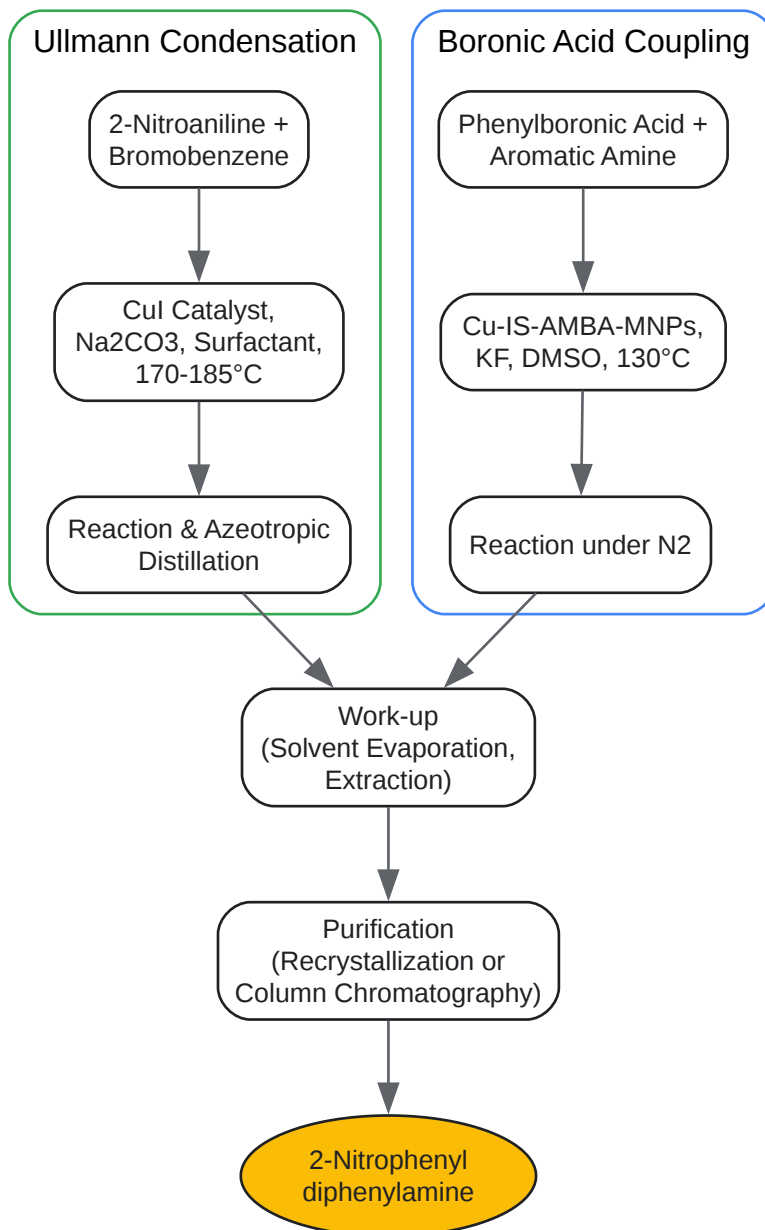 Ullmann Condensation
2-Nitroaniline +
Bromobenzene
CuI Catalyst,
Na2CO3, Surfactant,
170-185°C
Reaction & Azeotropic
Distillation
Boronic Acid Coupling
Phenylboronic Acid +
Aromatic Amine
Cu-IS-AMBA-MNPs,
KF, DMSO, 130°C
Reaction under N2
Work-up
(Solvent Evaporation,
Extraction)
Purification
(Recrystallization or
Column Chromatography)
2-Nitrophenyl
diphenylamine